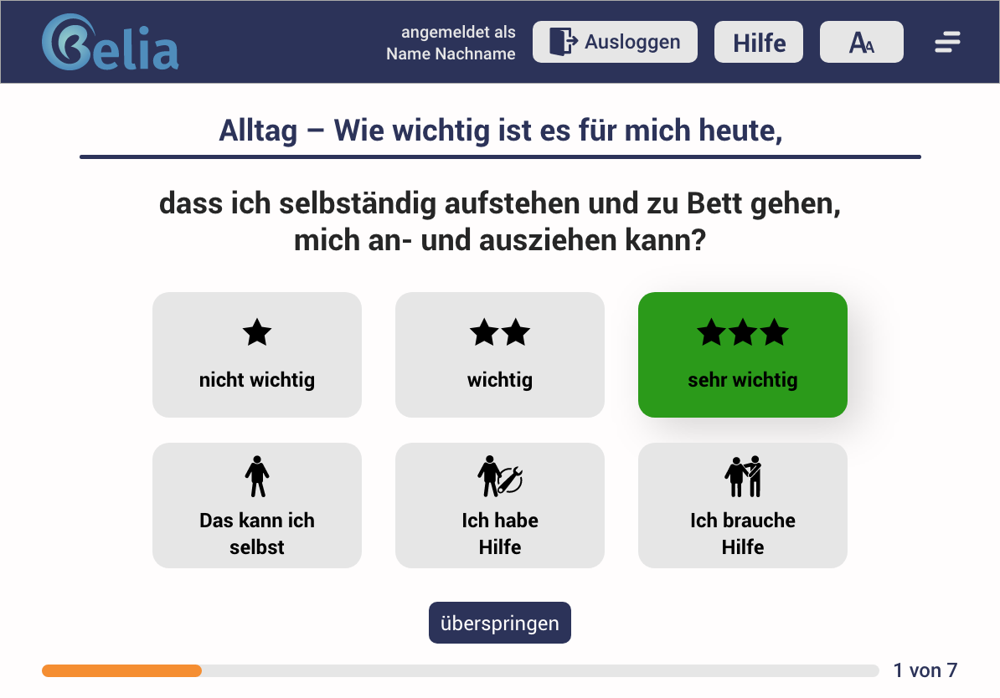 Belia
angemeldet als
Name Nachname
Ausloggen
Hilfe
AA
Alltag – Wie wichtig ist es für mich heute,
dass ich selbständig aufstehen und zu Bett gehen,
mich an- und ausziehen kann?
nicht wichtig
wichtig
sehr wichtig
Das kann ich
selbst
Ich habe
Hilfe
Ich brauche
Hilfe
überspringen
1 von 7